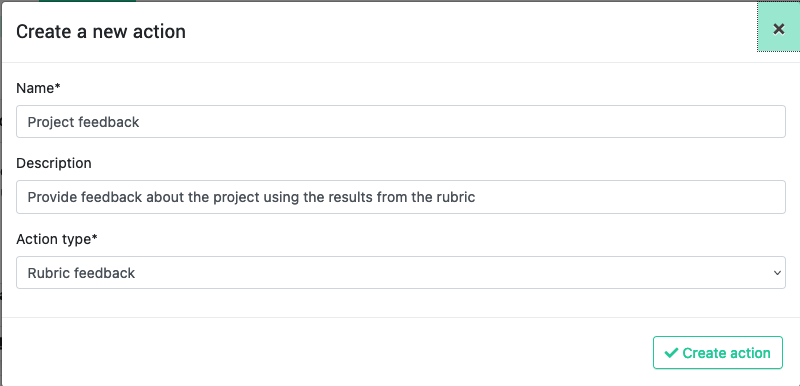 Create a new action
Name*
Project feedback
Description
Provide feedback about the project using the results from the rubric
Action type*
Rubric feedback
Create action